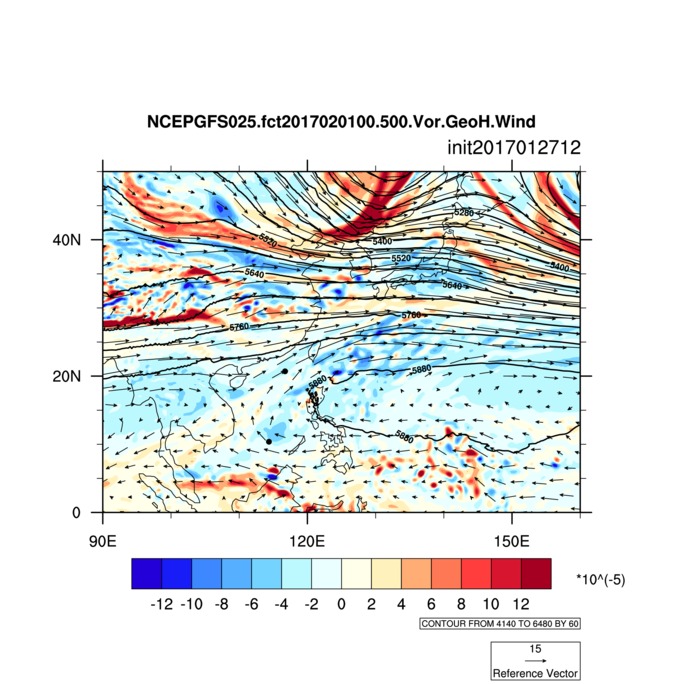 NCEPGFS025.fct2017020100.500.Vor.GeoH.Wind
init2017012712
5280
40N
5520
5400
5520
5400
5640
5640
5760
5760
20N
5880
5880
5880
0
90E
120E
150E
*10^(-5)
-12 -10 -8 -6 -4 -2 0 2 4 6 8 10 12
CONTOUR FROM 4140 TO 6480 BY 60
15
Reference Vector